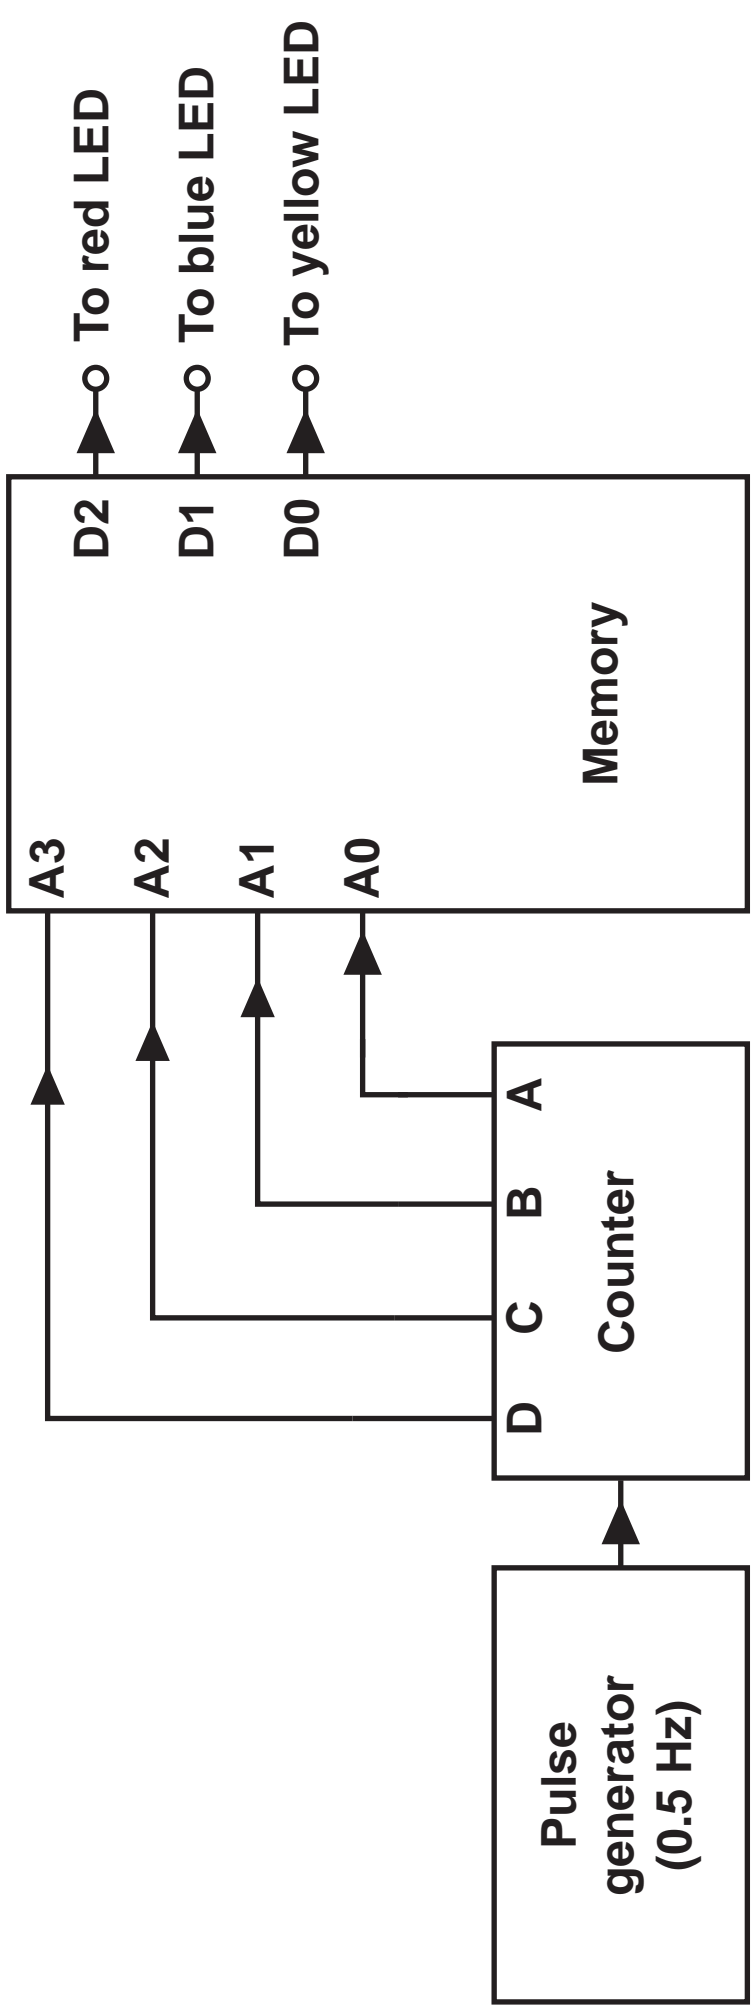 To red LED
To blue LED
To yellow LED
D2
D1
D0
A3
A2
A1
A0
Memory
D C B A
Counter
Pulse
generator
(0.5 Hz)